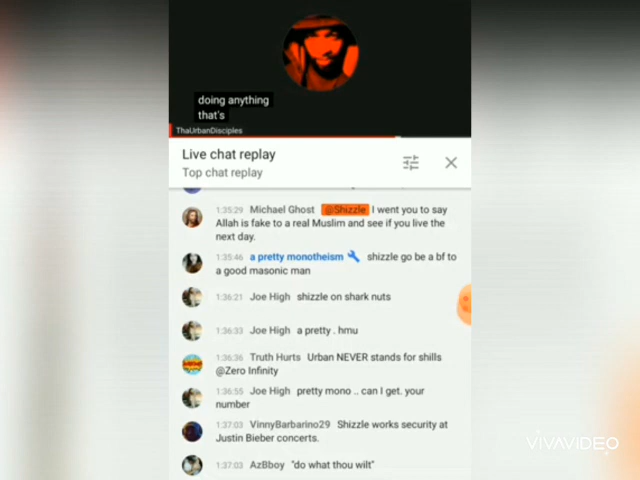 doing anything
that's
ThaUrbanDisciples
Live chat replay
Top chat replay
1:35:29 Michael Ghost @Shizzle I went you to say
Allah is fake to a real Muslim and see if you live the
next day.
1:35:46 a pretty monotheism shizzle go be a bf to
a good masonic man
1:36:21 Joe High shizzle on shark nuts
1:36:33 Joe High a pretty . hmu
1:36:36 Truth Hurts Urban NEVER stands for shills
@Zero Infinity
1:36:55 Joe High pretty mono .. can I get. your
number
1:37:03 VinnyBarbarino29 Shizzle works security at
Justin Bieber concerts.
1:37:03 AzBboy "do what thou wilt"
VIVAVIDEO